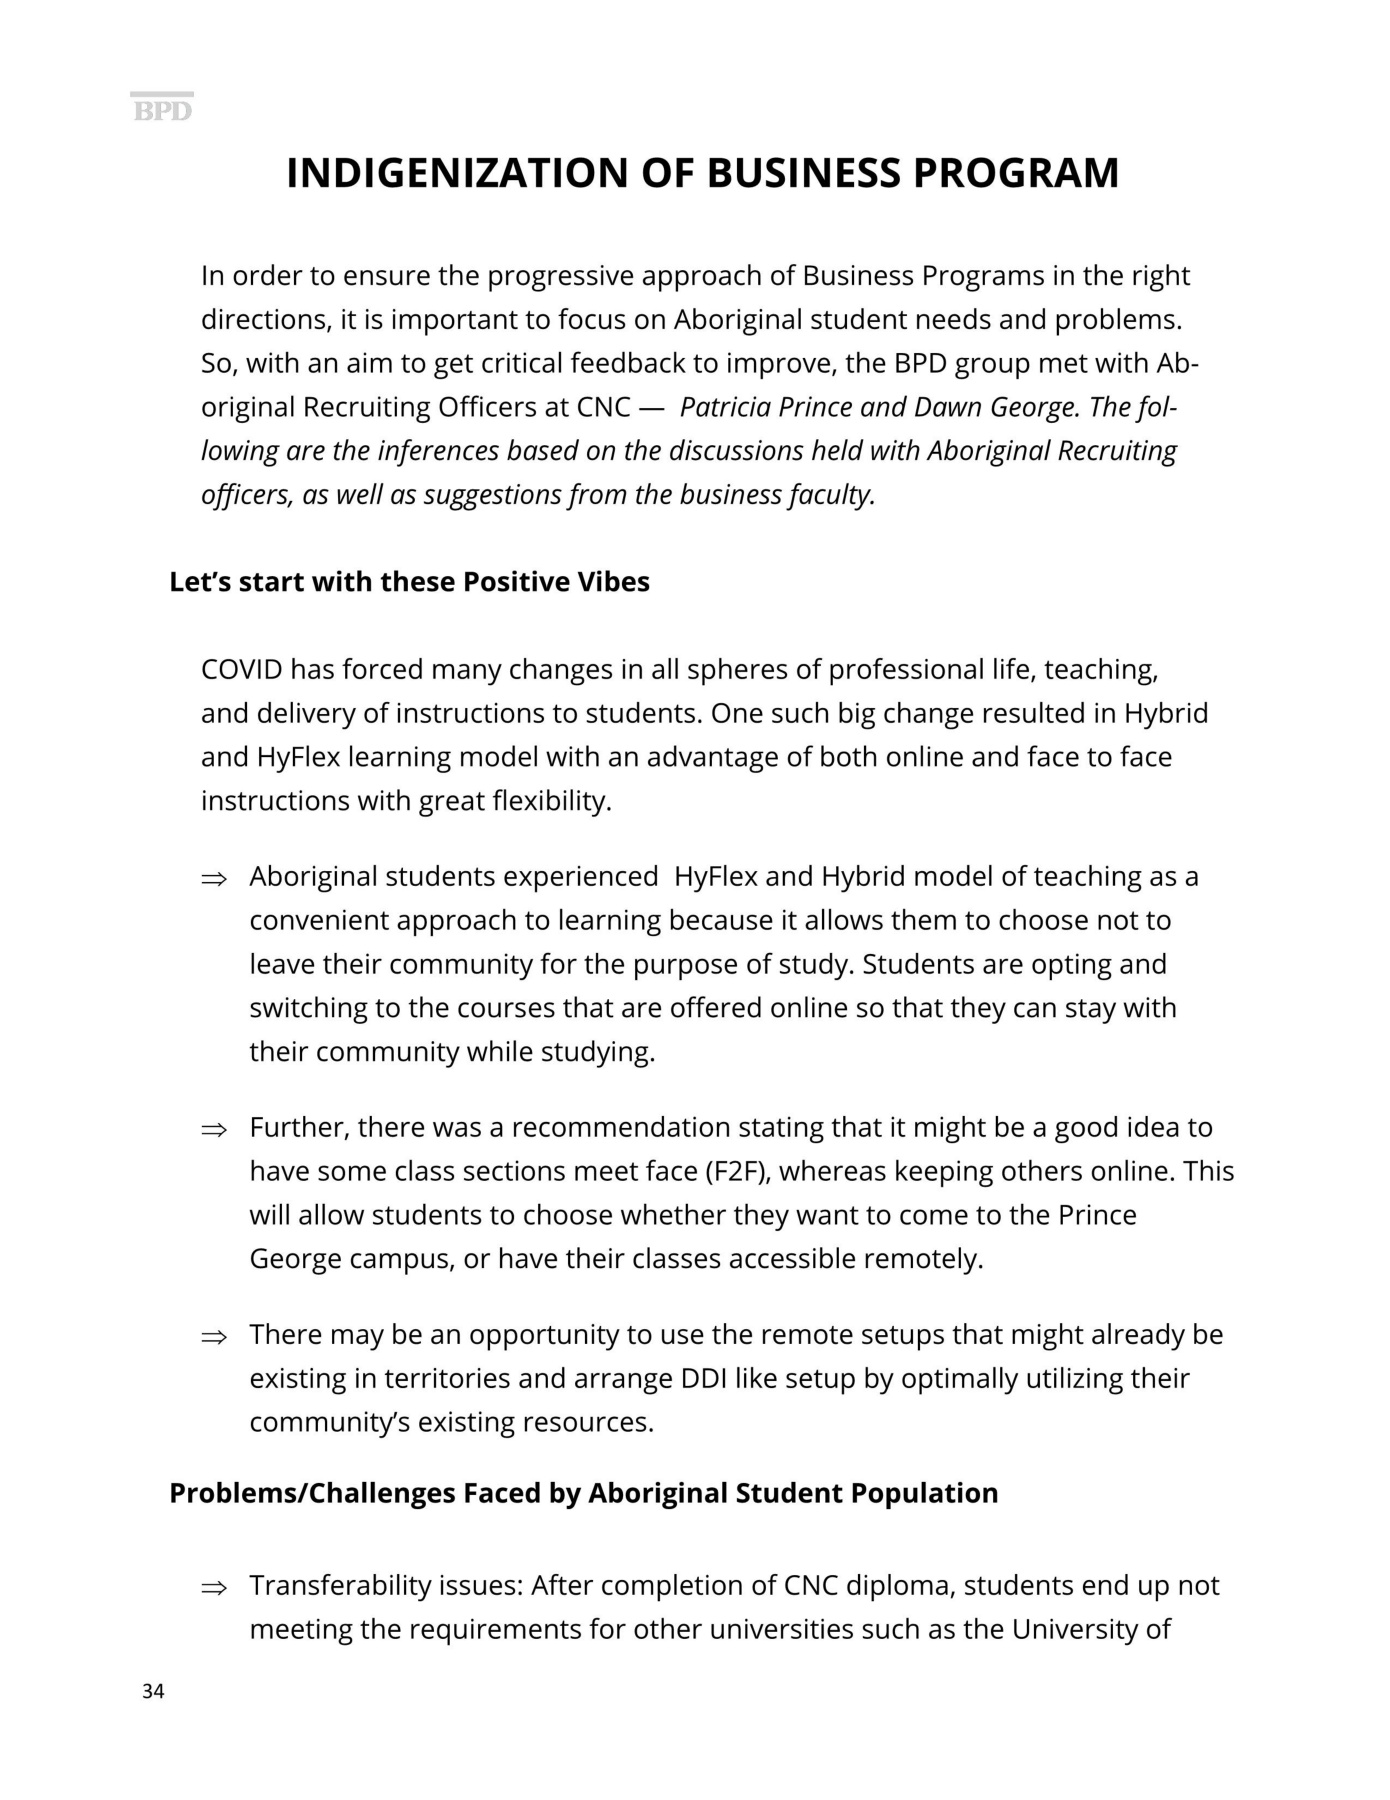 BPD
INDIGENIZATION OF BUSINESS PROGRAM
In order to ensure the progressive approach of Business Programs in the right
directions, it is important to focus on Aboriginal student needs and problems.
So, with an aim to get critical feedback to improve, the BPD group met with Ab-
original Recruiting Officers at CNC —  Patricia Prince and Dawn George. The fol-
lowing are the inferences based on the discussions held with Aboriginal Recruiting
officers, as well as suggestions from the business faculty.
Let’s start with these Positive Vibes
COVID has forced many changes in all spheres of professional life, teaching,
and delivery of instructions to students. One such big change resulted in Hybrid
and HyFlex learning model with an advantage of both online and face to face
instructions with great flexibility.
⇒ Aboriginal students experienced  HyFlex and Hybrid model of teaching as a
convenient approach to learning because it allows them to choose not to
leave their community for the purpose of study. Students are opting and
switching to the courses that are offered online so that they can stay with
their community while studying.
⇒ Further, there was a recommendation stating that it might be a good idea to
have some class sections meet face (F2F), whereas keeping others online. This
will allow students to choose whether they want to come to the Prince
George campus, or have their classes accessible remotely.
⇒ There may be an opportunity to use the remote setups that might already be
existing in territories and arrange DDI like setup by optimally utilizing their
community’s existing resources.
Problems/Challenges Faced by Aboriginal Student Population
⇒ Transferability issues: After completion of CNC diploma, students end up not
meeting the requirements for other universities such as the University of
34